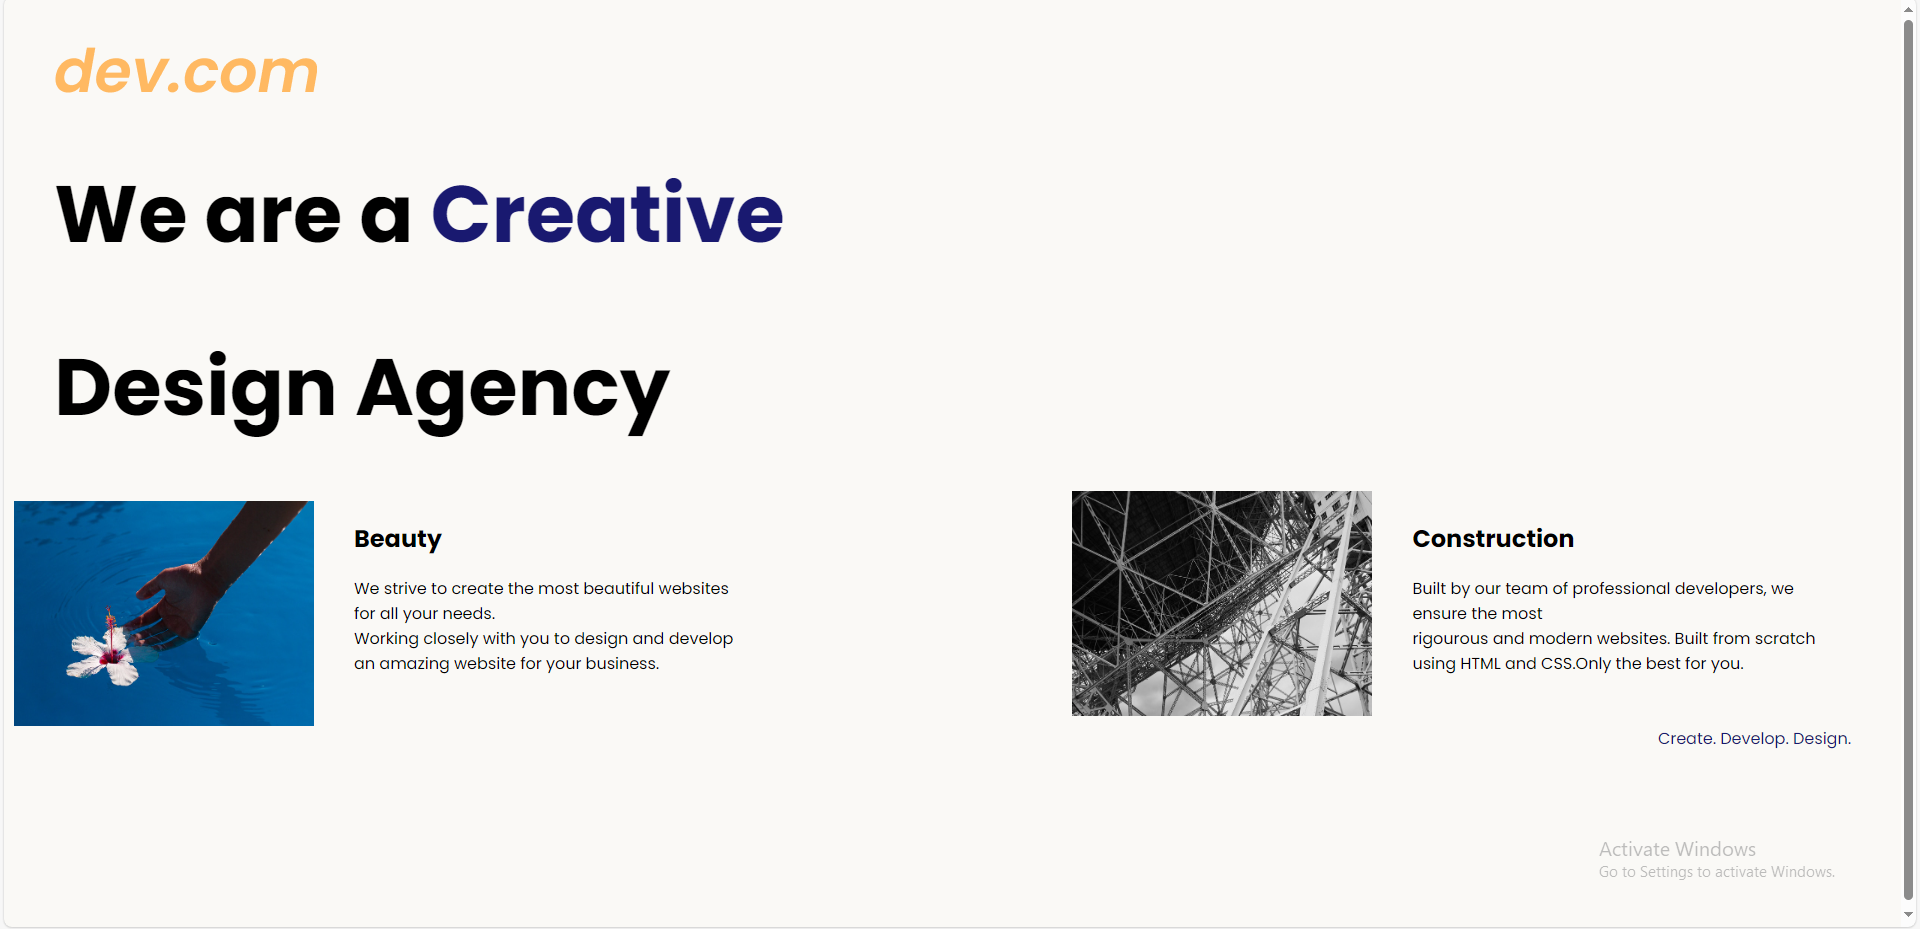 dev.com
We are a Creative
Design Agency
Beauty
We strive to create the most beautiful websites
for all your needs.
Working closely with you to design and develop
an amazing website for your business.
Construction
Built by our team of professional developers, we
ensure the most
rigourous and modern websites. Built from scratch
using HTML and CSS.Only the best for you.
Create. Develop. Design.
Activate Windows
Go to Settings to activate Windows.